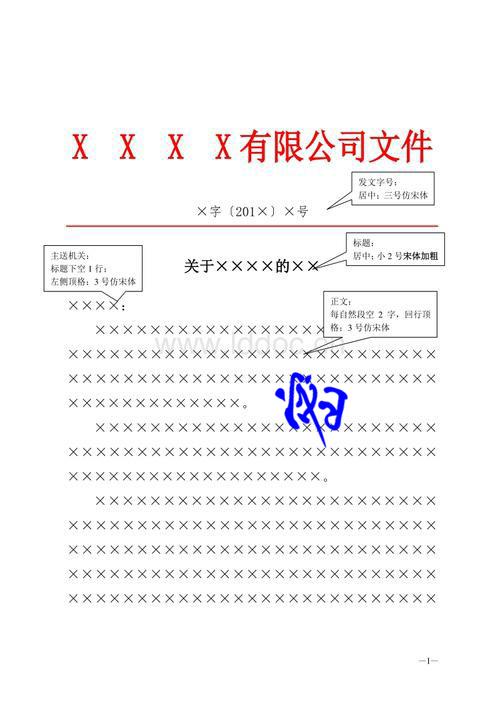 X X X X有限公司文件
发文字号：
居中；三号仿宋体
×字〔201×〕×号
主送机关：
标题下空1行；
左侧顶格；3号仿宋体
标题：
居中；小2号宋体加粗
关于××××的××
××××：
正文：
每自然段空 2 字，回行顶
格；3号仿宋体
×××××××××××××××××××××××××
×××××××××××××××××××××××××××
×××××××××××××××××××××××××××
×××××××××××××。
×××××××××××××××××××××××××
×××××××××××××××××××××××××××
×××××××××××××××××××。
×××××××××××××××××××××××××
×××××××××××××××××××××××××××
×××××××××××××××××××××××××××
×××××××××××××××××××××××××××
×××××××××××××××××××××××××××
—1—